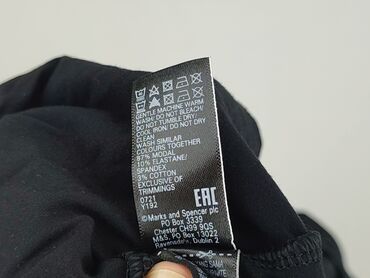 GENTLE MACHINE WARM
WASH: DO NOT BLEACH/
DO NOT TUMBLE DRY/
COOL IRON: DO NOT DRY
CLEAN
WASH SIMILAR
COLOURS TOGETHER
87% MODAL
10% ELASTANE/
SPANDEX
3% COTTON
EXCLUSIVE OF
TRIMMINGS
0721
Y192
EAC
©Marks and Spencer plc
PO Box 3339
Chester CH99 9QS
M&S, PO Box 13022
Ravensdale, Dublin 2
SAMA